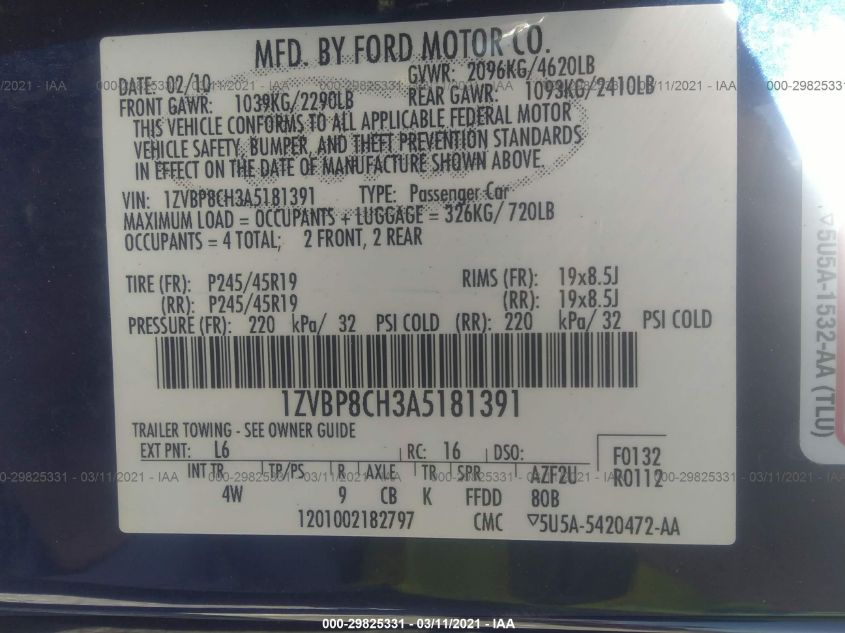 MFD. BY FORD MOTOR CO.
DATE: 02/10
GVWR: 2096KG/4620LB
FRONT GAWR: 1039KG/2290LB
REAR GAWR: 1093KG/2410LB
THIS VEHICLE CONFORMS TO ALL APPLICABLE FEDERAL MOTOR
VEHICLE SAFETY, BUMPER, AND THEFT PREVENTION STANDARDS
IN EFFECT ON THE DATE OF MANUFACTURE SHOWN ABOVE.
VIN: 1ZVBP8CH3A5181391 TYPE: Passenger Car
MAXIMUM LOAD = OCCUPANTS + LUGGAGE = 326KG/ 720LB
OCCUPANTS = 4 TOTAL; 2 FRONT, 2 REAR
TIRE (FR): P245/45R19 RIMS (FR): 19x8.5J
(RR): P245/45R19 (RR): 19x8.5J
PRESSURE (FR): 220 kPa/ 32 PSI COLD (RR): 220 kPa/ 32 PSI COLD
1ZVBP8CH3A5181391
TRAILER TOWING - SEE OWNER GUIDE
EXT PNT: L6 RC: 16 DSO: F0132
INT TR TP/PS R AXLE TR SPR AZF2U R0112
4W 9 CB K FFDD 80B
1201002182797 CMC ▽5U5A-5420472-AA
▽5U5A-1532-AA (TLU)
000-29825331 - 03/11/2021 - IAA